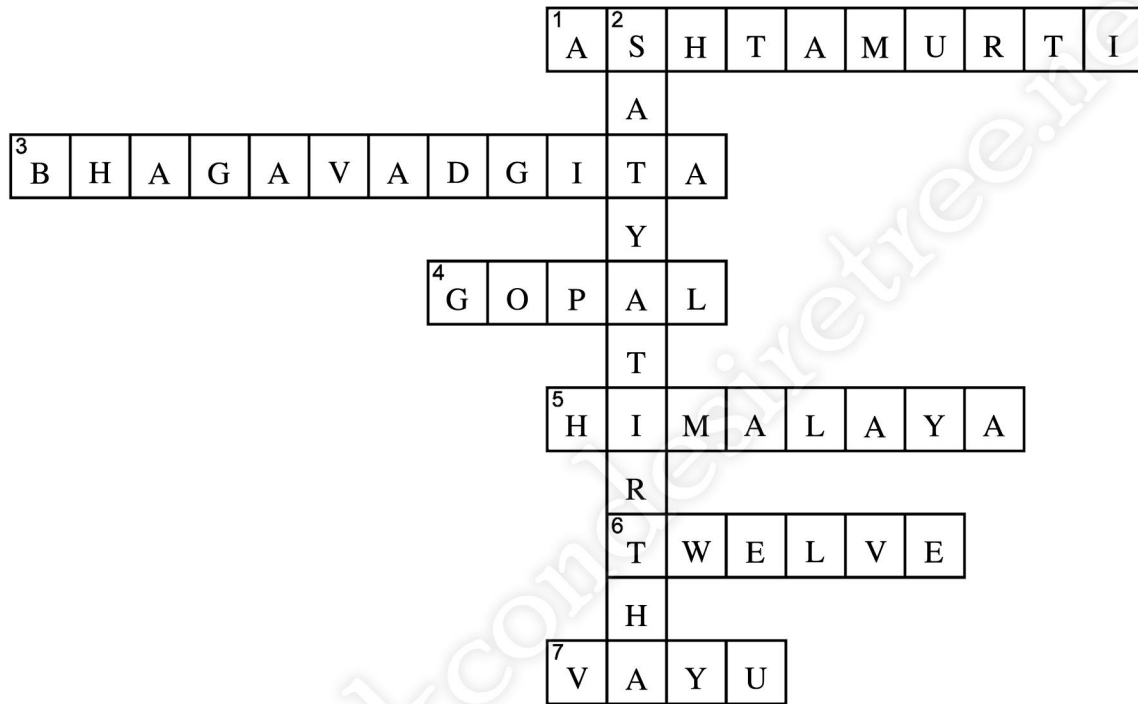 1 2
A S H T A M U R T I
A
3
B H A G A V A D G I T A
Y
4
G O P A L
T
5
H I M A L A Y A
R
6
T W E L V E
H
7
V A Y U